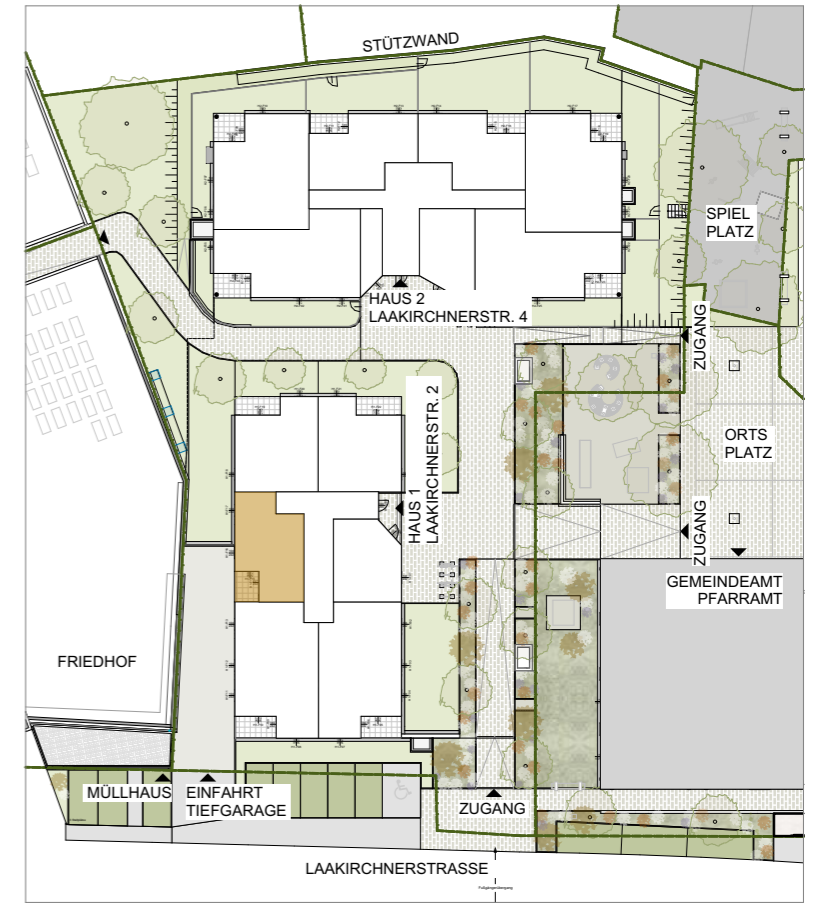 STÜTZWAND
SPIEL
PLATZ
HAUS 2
LAAKIRCHNERSTR. 4
ZUGANG
HAUS 1
LAAKIRCHNERSTR. 2
ORTS
PLATZ
ZUGANG
GEMEINDEAMT
PFARRAMT
FRIEDHOF
MÜLLHAUS
EINFAHRT
TIEFGARAGE
ZUGANG
LAAKIRCHNERSTRASSE
Fußgängerübergang